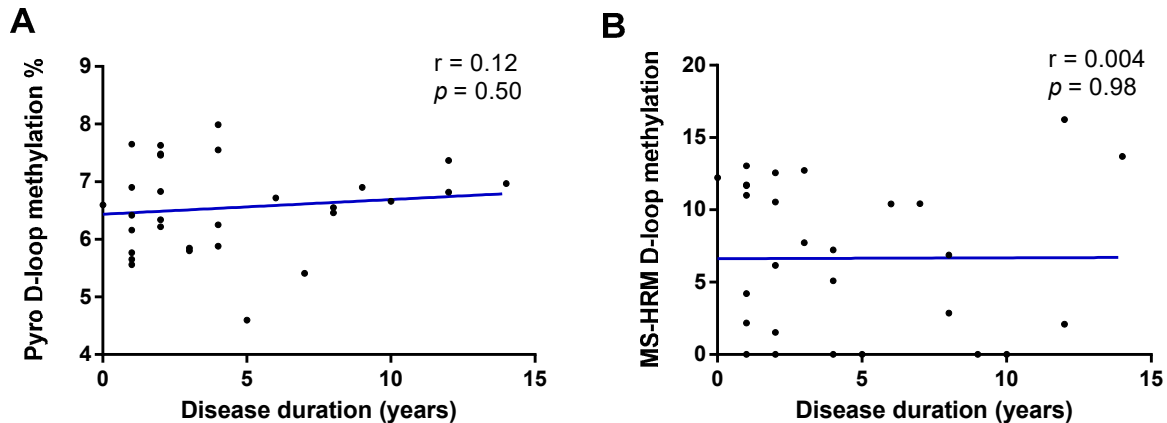 A
Pyro D-loop methylation %
9
8
7
6
5
4
0
5
10
15
Disease duration (years)
r = 0.12
p = 0.50
B
MS-HRM D-loop methylation
20
15
10
5
0
0
5
10
15
Disease duration (years)
r = 0.004
p = 0.98